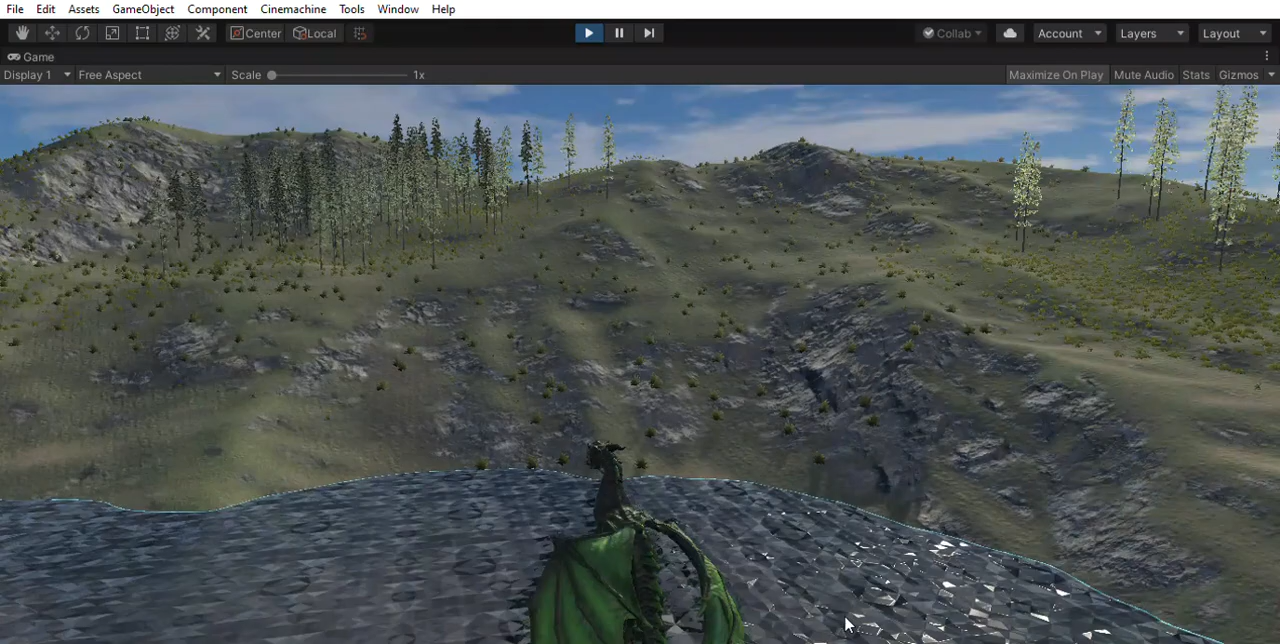 File Edit Assets GameObject Component Cinemachine Tools Window Help
Center Local Collab Account Layers Layout
Game
Display 1 Free Aspect Scale 1x Maximize On Play Mute Audio Stats Gizmos